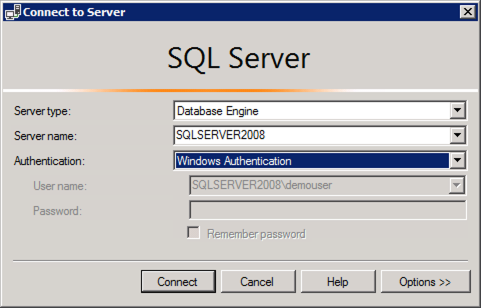 Connect to Server
SQL Server
Server type: Database Engine
Server name: SQLSERVER2008
Authentication: Windows Authentication
User name: SQLSERVER2008\demouser
Password:
Remember password
Connect Cancel Help Options >>